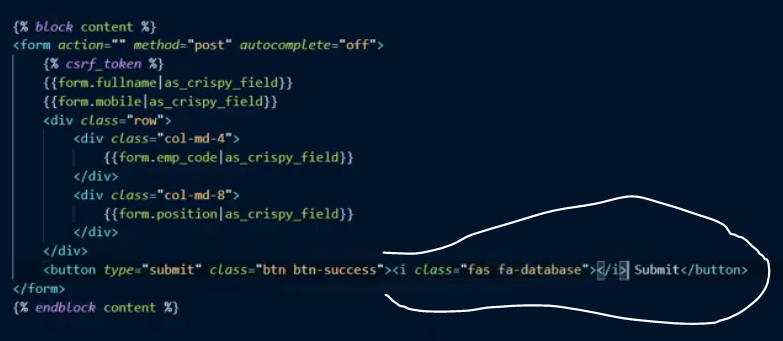 {% block content %}
<form action="" method="post" autocomplete="off">
{% csrf_token %}
{{form.fullname|as_crispy_field}}
{{form.mobile|as_crispy_field}}
<div class="row">
<div class="col-md-4">
{{form.emp_code|as_crispy_field}}
</div>
<div class="col-md-8">
{{form.position|as_crispy_field}}
</div>
</div>
<button type="submit" class="btn btn-success"><i class="fas fa-database"></i> Submit</button>
</form>
{% endblock content %}